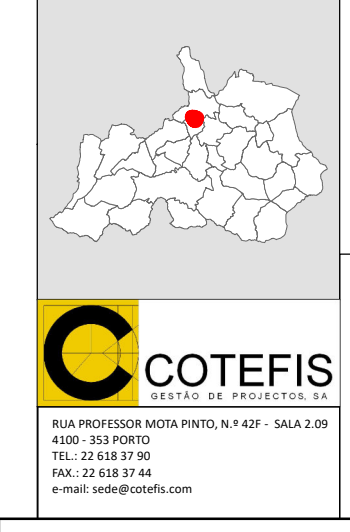 COTEFIS
GESTÃO DE PROJECTOS, SA
RUA PROFESSOR MOTA PINTO, N.º 42F - SALA 2.09
4100 - 353 PORTO
TEL.: 22 618 37 90
FAX.: 22 618 37 44
e-mail: sede@cotefis.com